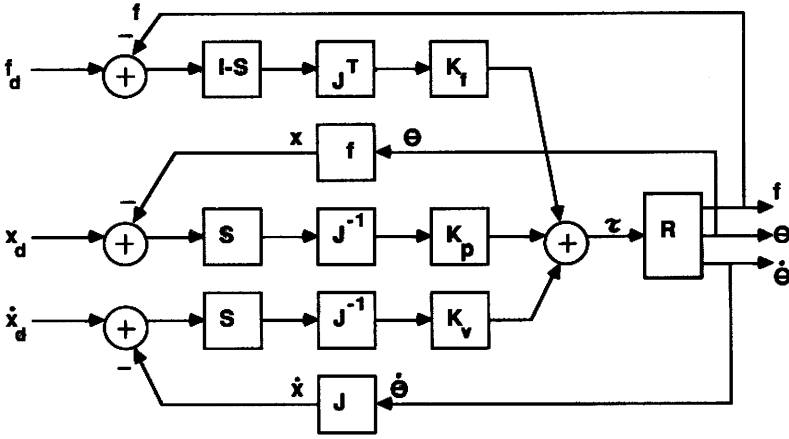 f
f_d − + I-S J^T K_f
x f θ
− f
x_d + S J^{-1} K_p + τ R θ
θ̇
ẋ_d + S J^{-1} K_v
−
ẋ J θ̇